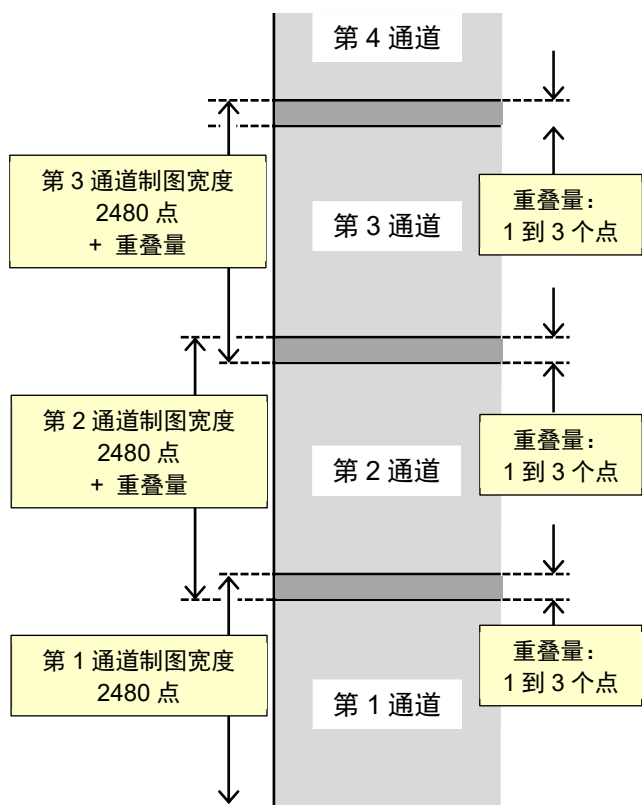 第 4 通道
第 3 通道制图宽度
2480 点
+ 重叠量
第 3 通道
重叠量：
1 到 3 个点
第 2 通道制图宽度
2480 点
+ 重叠量
第 2 通道
重叠量：
1 到 3 个点
第 1 通道制图宽度
2480 点
第 1 通道
重叠量：
1 到 3 个点